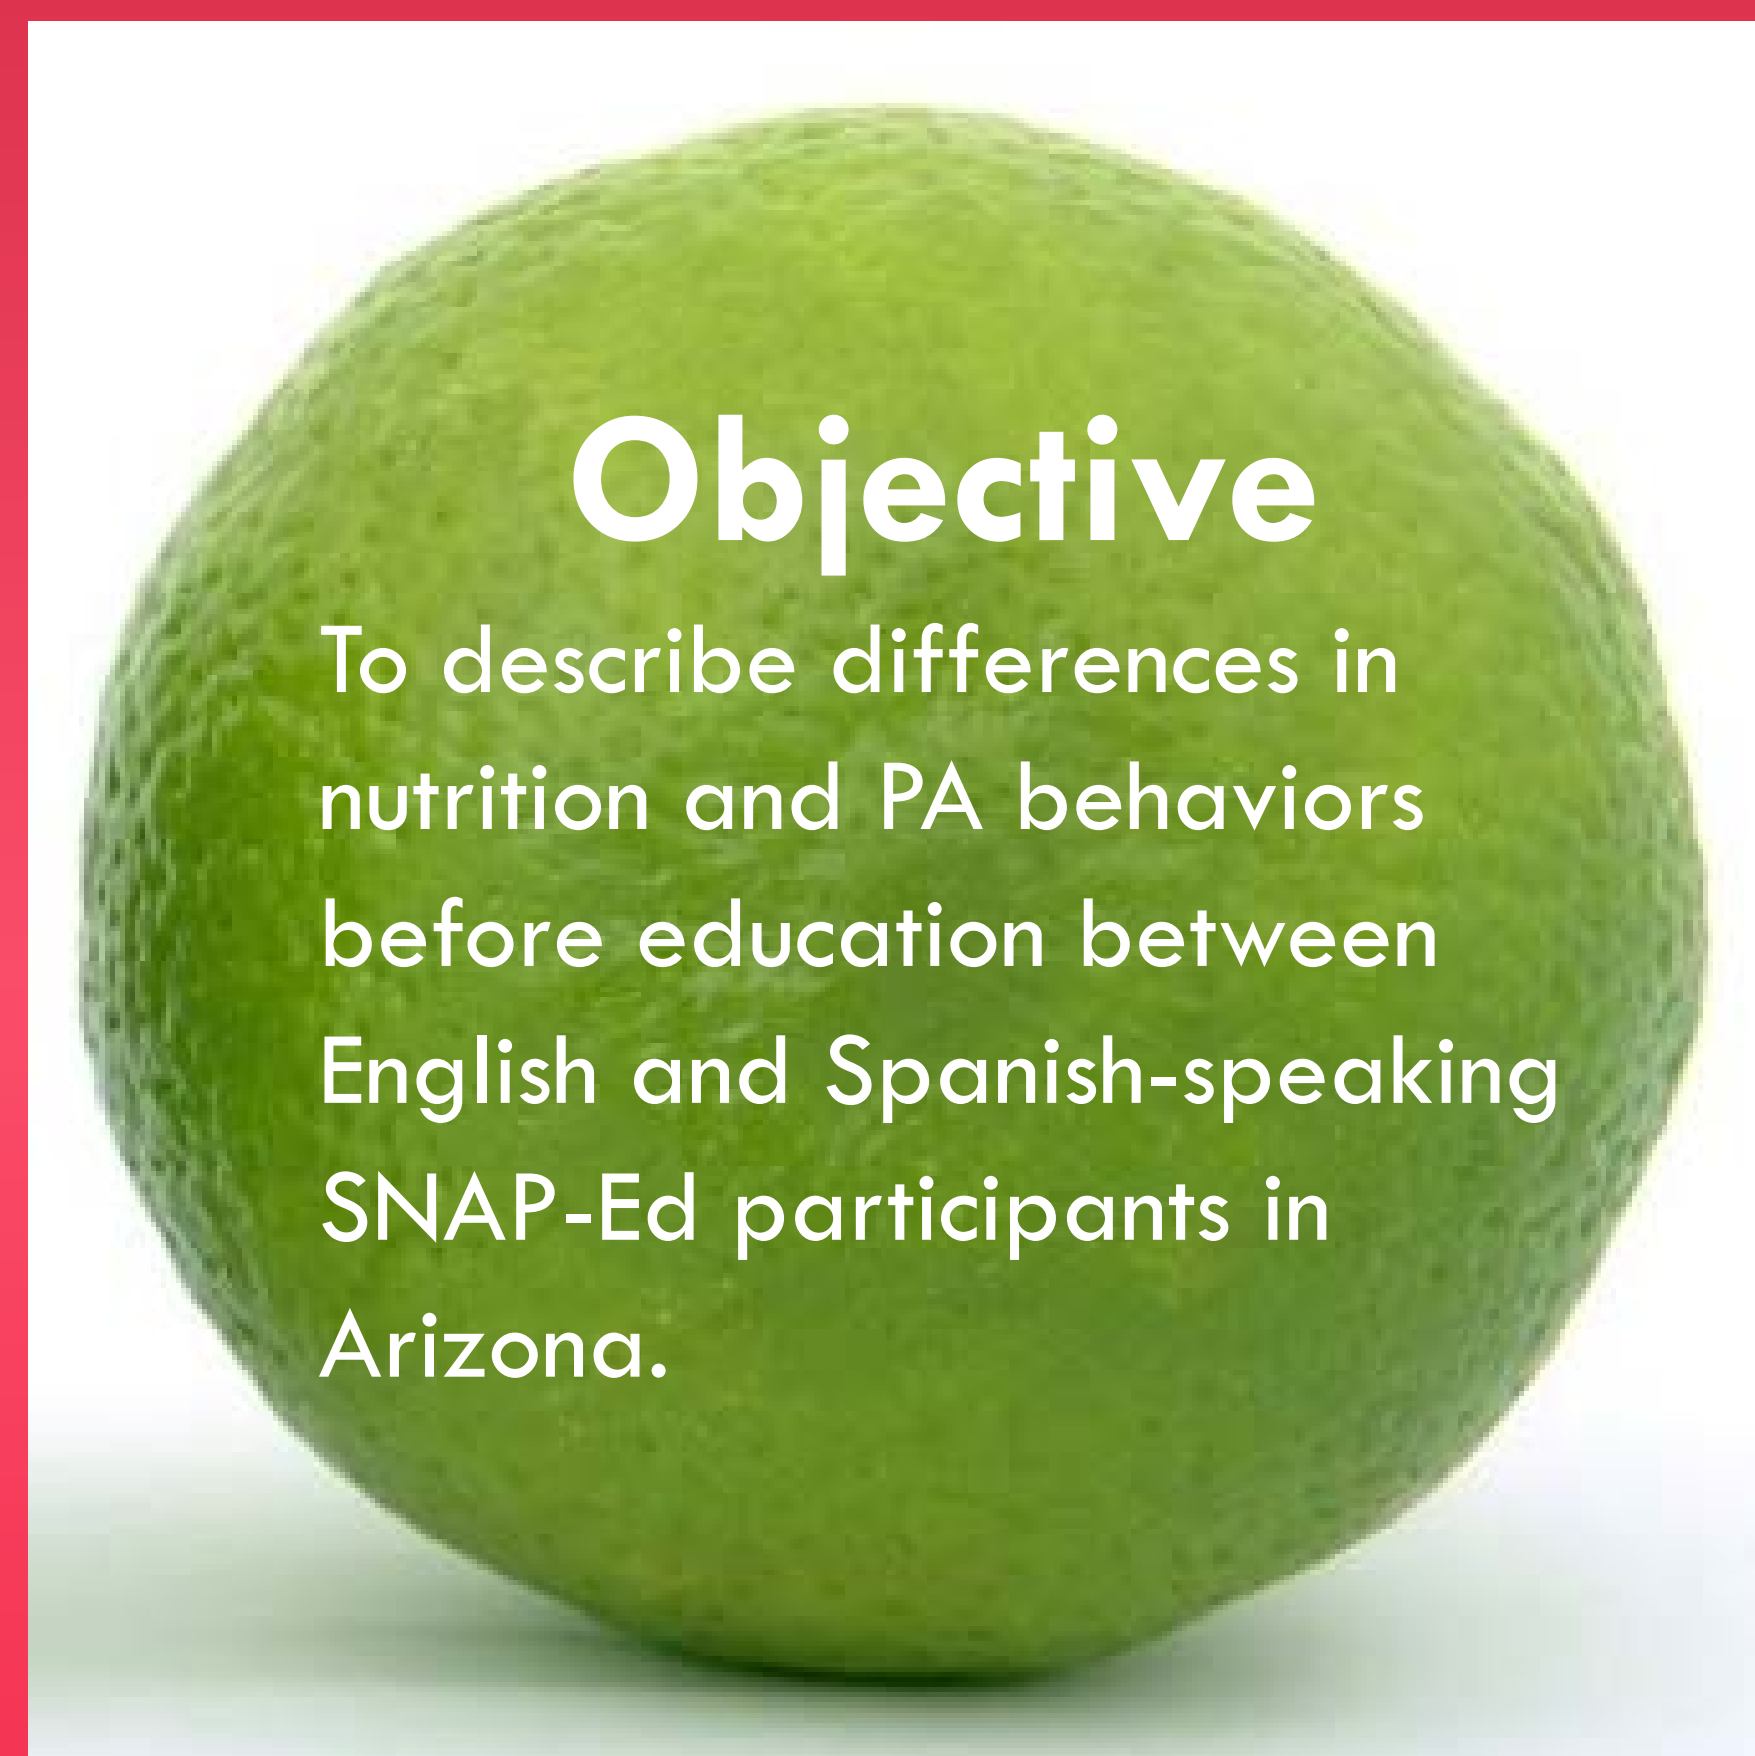 Objective
To describe differences in
nutrition and PA behaviors
before education between
English and Spanish-speaking
SNAP-Ed participants in
Arizona.